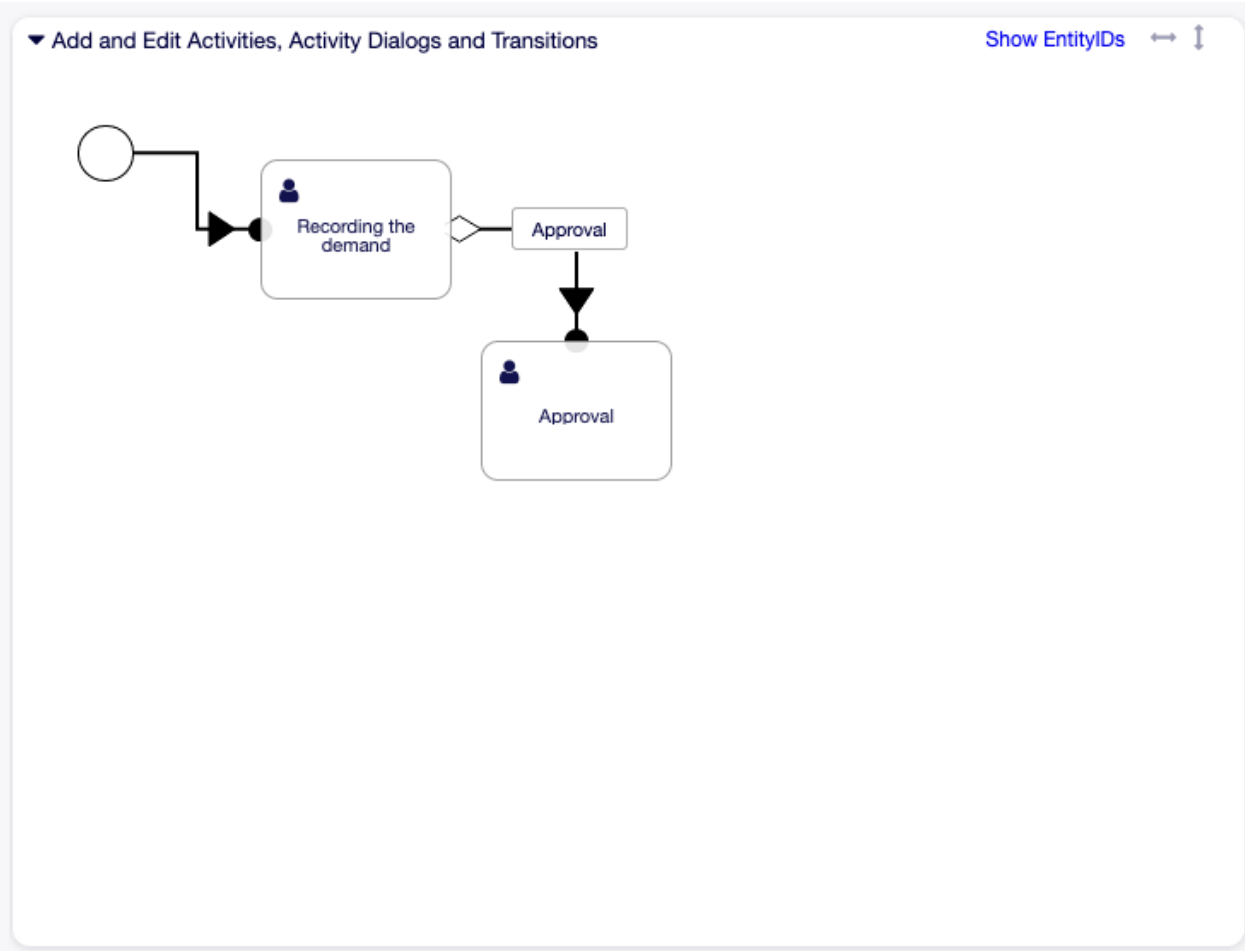 Add and Edit Activities, Activity Dialogs and Transitions
Show EntityIDs
Recording the
demand
Approval
Approval